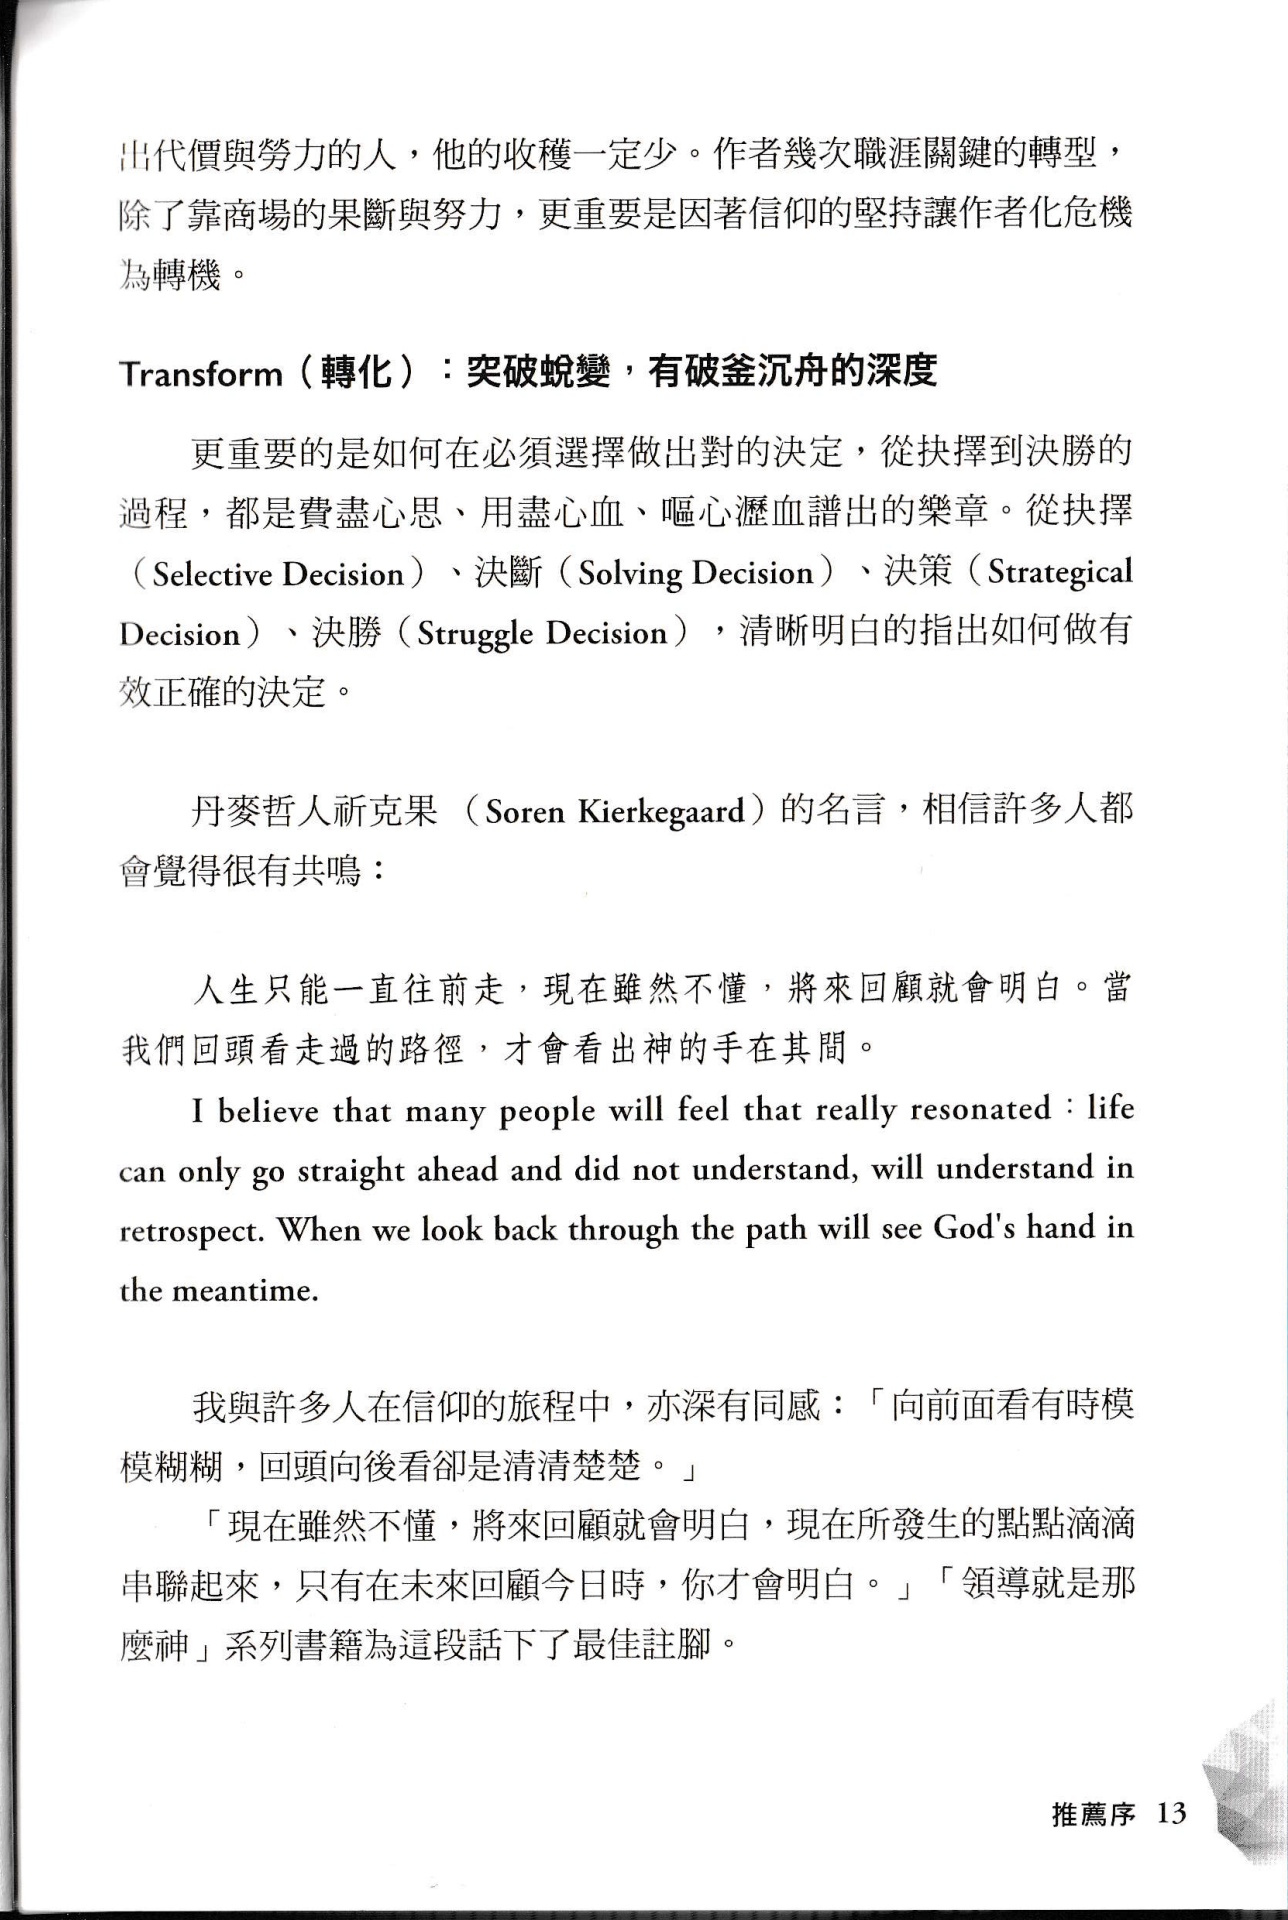 出代價與勞力的人，他的收穫一定少。作者幾次職涯關鍵的轉型，
除了靠商場的果斷與努力，更重要是因著信仰的堅持讓作者化危機
為轉機。
Transform（轉化）：突破蛻變，有破釜沉舟的深度
更重要的是如何在必須選擇做出對的決定，從抉擇到決勝的
過程，都是費盡心思、用盡心血、嘔心瀝血譜出的樂章。從抉擇
（Selective Decision）、決斷（Solving Decision）、決策（Strategical
Decision）、決勝（Struggle Decision），清晰明白的指出如何做有
效正確的決定。
丹麥哲人祈克果 （Soren Kierkegaard）的名言，相信許多人都
會覺得很有共鳴：
人生只能一直往前走，現在雖然不懂，將來回顧就會明白。當
我們回頭看走過的路徑，才會看出神的手在其間。
I believe that many people will feel that really resonated：life
can only go straight ahead and did not understand, will understand in
retrospect. When we look back through the path will see God's hand in
the meantime.
我與許多人在信仰的旅程中，亦深有同感：「向前面看有時模
模糊糊，回頭向後看卻是清清楚楚。」
「現在雖然不懂，將來回顧就會明白，現在所發生的點點滴滴
串聯起來，只有在未來回顧今日時，你才會明白。」「領導就是那
麼神」系列書籍為這段話下了最佳註腳。
推薦序 13